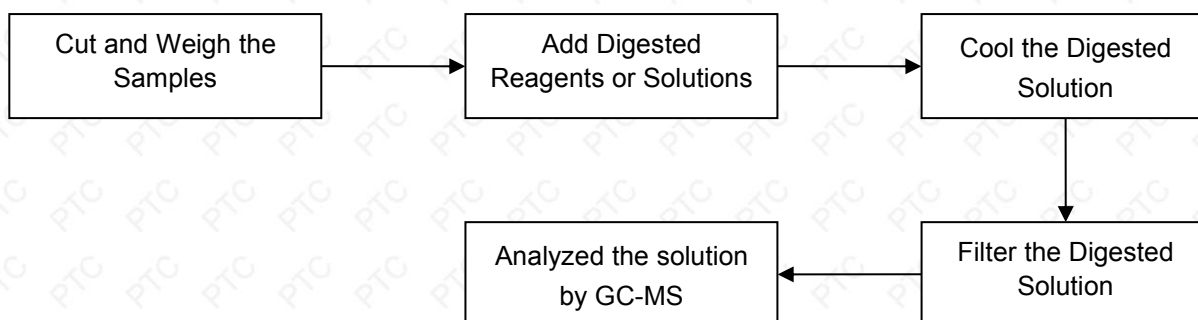 Cut and Weigh the
Samples
Add Digested
Reagents or Solutions
Cool the Digested
Solution
Filter the Digested
Solution
Analyzed the solution
by GC-MS
PTC